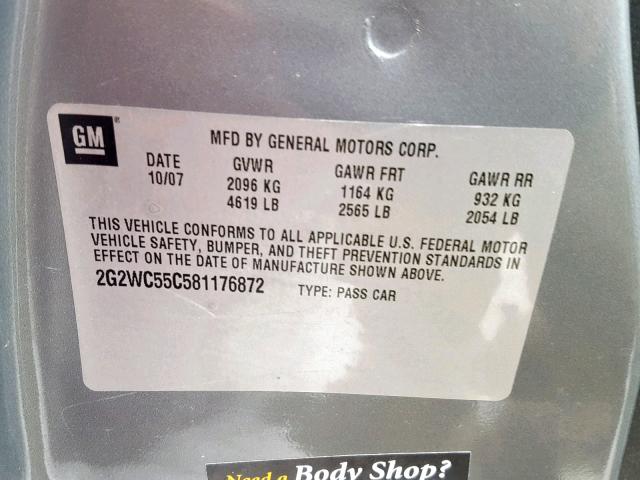 GM ®
MFD BY GENERAL MOTORS CORP.
DATE GVWR GAWR FRT GAWR RR
10/07 2096 KG 1164 KG 932 KG
4619 LB 2565 LB 2054 LB
THIS VEHICLE CONFORMS TO ALL APPLICABLE U.S. FEDERAL MOTOR
VEHICLE SAFETY, BUMPER, AND THEFT PREVENTION STANDARDS IN
EFFECT ON THE DATE OF MANUFACTURE SHOWN ABOVE.
2G2WC55C581176872 TYPE: PASS CAR
Need a Body Shop?